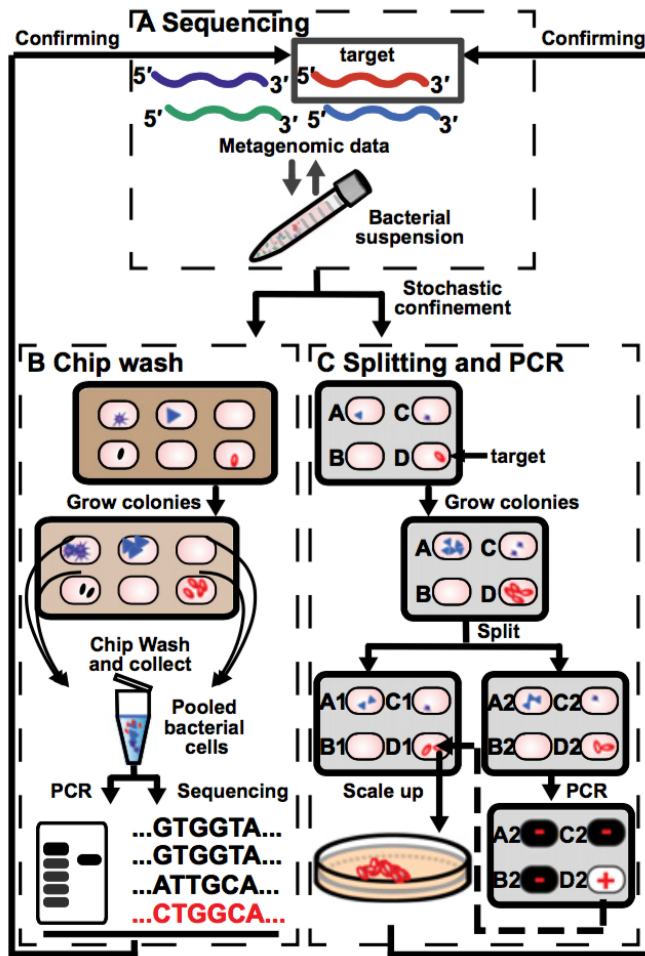 A Sequencing
Confirming
Confirming
target
5′ 3′ 5′ 3′
5′ 3′ 5′ 3′
Metagenomic data
Bacterial
suspension
Stochastic
confinement
B Chip wash
Grow colonies
Chip Wash
and collect
Pooled
bacterial
cells
PCR
Sequencing
...GTGGTA...
...GTGGTA...
...ATTGCA...
...CTGGCA...
C Splitting and PCR
A C
B D
target
Grow colonies
A C
B D
Split
A1 C1
B1 D1
A2 C2
B2 D2
Scale up
PCR
A2 - C2 -
B2 - D2 +